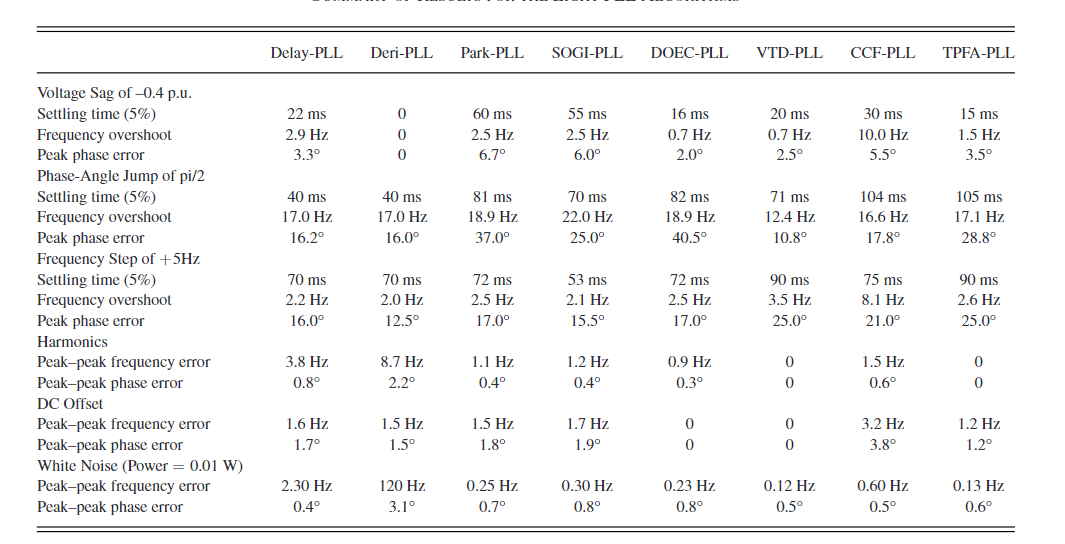 SUMMARY OF RESULTS FOR THE EIGHT PLL ALGORITHMS
Delay-PLL Deri-PLL Park-PLL SOGI-PLL DOEC-PLL VTD-PLL CCF-PLL TPFA-PLL
Voltage Sag of –0.4 p.u.
Settling time (5%) 22 ms 0 60 ms 55 ms 16 ms 20 ms 30 ms 15 ms
Frequency overshoot 2.9 Hz 0 2.5 Hz 2.5 Hz 0.7 Hz 0.7 Hz 10.0 Hz 1.5 Hz
Peak phase error 3.3° 0 6.7° 6.0° 2.0° 2.5° 5.5° 3.5°
Phase-Angle Jump of pi/2
Settling time (5%) 40 ms 40 ms 81 ms 70 ms 82 ms 71 ms 104 ms 105 ms
Frequency overshoot 17.0 Hz 17.0 Hz 18.9 Hz 22.0 Hz 18.9 Hz 12.4 Hz 16.6 Hz 17.1 Hz
Peak phase error 16.2° 16.0° 37.0° 25.0° 40.5° 10.8° 17.8° 28.8°
Frequency Step of +5Hz
Settling time (5%) 70 ms 70 ms 72 ms 53 ms 72 ms 90 ms 75 ms 90 ms
Frequency overshoot 2.2 Hz 2.0 Hz 2.5 Hz 2.1 Hz 2.5 Hz 3.5 Hz 8.1 Hz 2.6 Hz
Peak phase error 16.0° 12.5° 17.0° 15.5° 17.0° 25.0° 21.0° 25.0°
Harmonics
Peak–peak frequency error 3.8 Hz 8.7 Hz 1.1 Hz 1.2 Hz 0.9 Hz 0 1.5 Hz 0
Peak–peak phase error 0.8° 2.2° 0.4° 0.4° 0.3° 0 0.6° 0
DC Offset
Peak–peak frequency error 1.6 Hz 1.5 Hz 1.5 Hz 1.7 Hz 0 0 3.2 Hz 1.2 Hz
Peak–peak phase error 1.7° 1.5° 1.8° 1.9° 0 0 3.8° 1.2°
White Noise (Power = 0.01 W)
Peak–peak frequency error 2.30 Hz 120 Hz 0.25 Hz 0.30 Hz 0.23 Hz 0.12 Hz 0.60 Hz 0.13 Hz
Peak–peak phase error 0.4° 3.1° 0.7° 0.8° 0.8° 0.5° 0.5° 0.6°